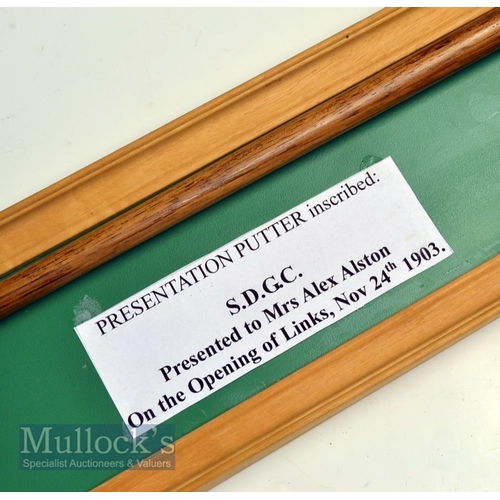 PRESENTATION PUTTER inscribed:
S.D.G.C.
Presented to Mrs Alex Alston
On the Opening of Links, Nov 24th 1903.
Mullock's
Specialist Auctioneers & Valuers